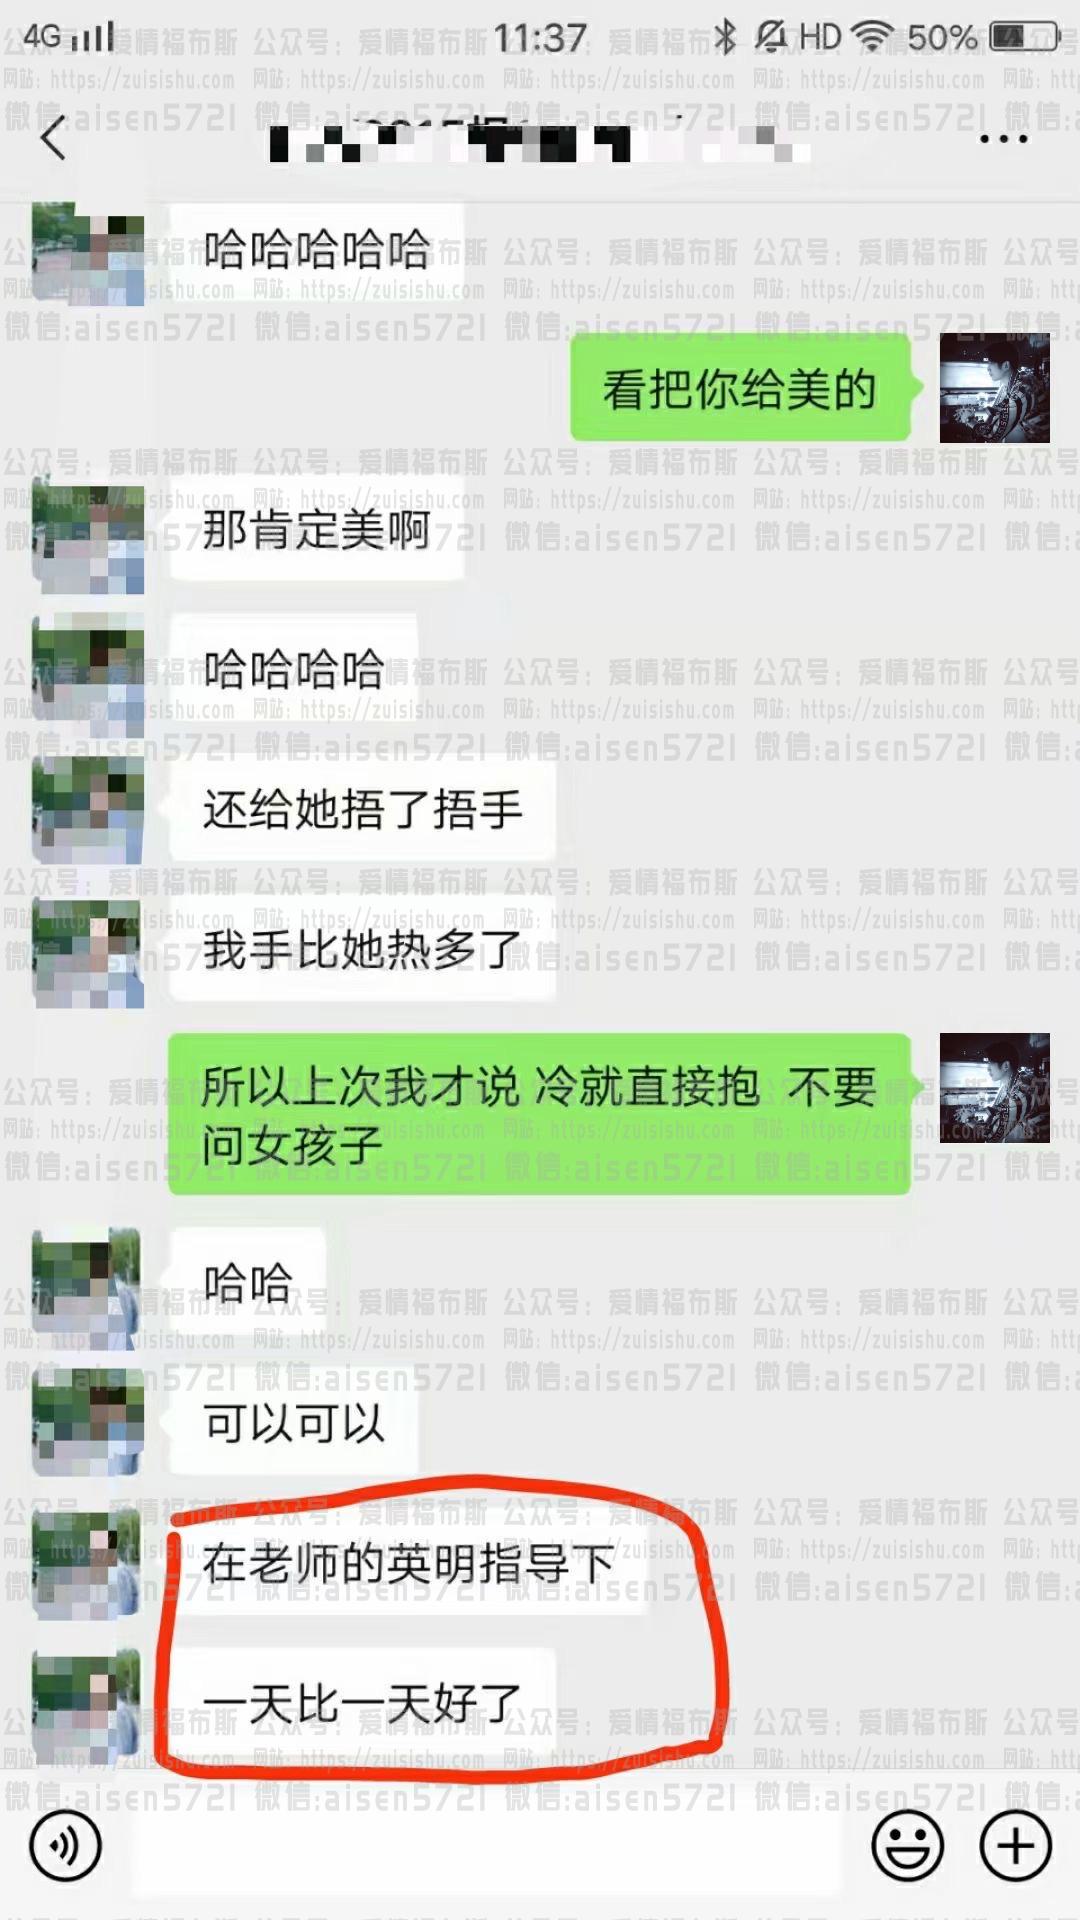 4G 11:37 HD 50%
哈哈哈哈哈
看把你给美的
那肯定美啊
哈哈哈哈
还给她捂了捂手
我手比她热多了
所以上次我才说 冷就直接抱 不要
问女孩子
哈哈
可以可以
在老师的英明指导下
一天比一天好了
公众号：爱情福布斯
网站：https://zuisishu.com
微信:aisen5721